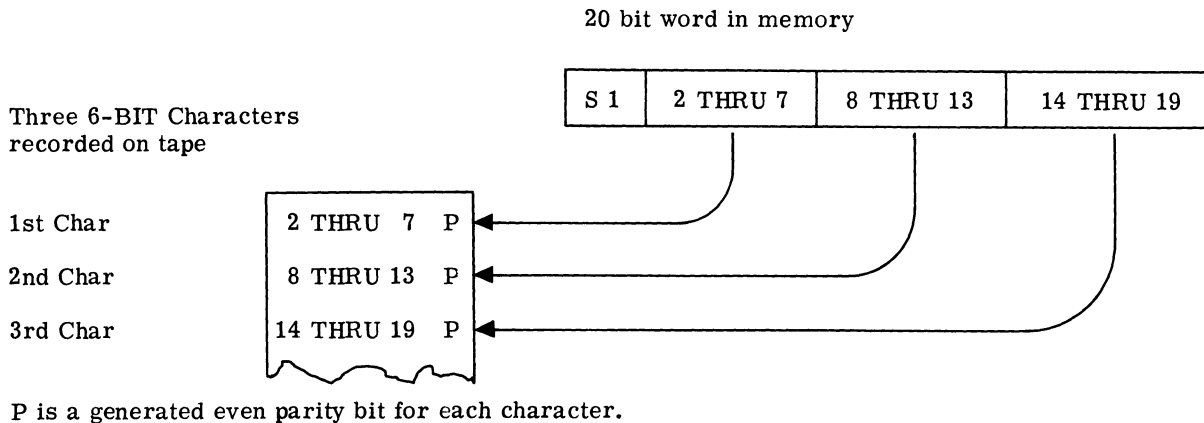 20 bit word in memory
S 1 2 THRU 7 8 THRU 13 14 THRU 19
Three 6-BIT Characters
recorded on tape
1st Char 2 THRU 7 P
2nd Char 8 THRU 13 P
3rd Char 14 THRU 19 P
P is a generated even parity bit for each character.